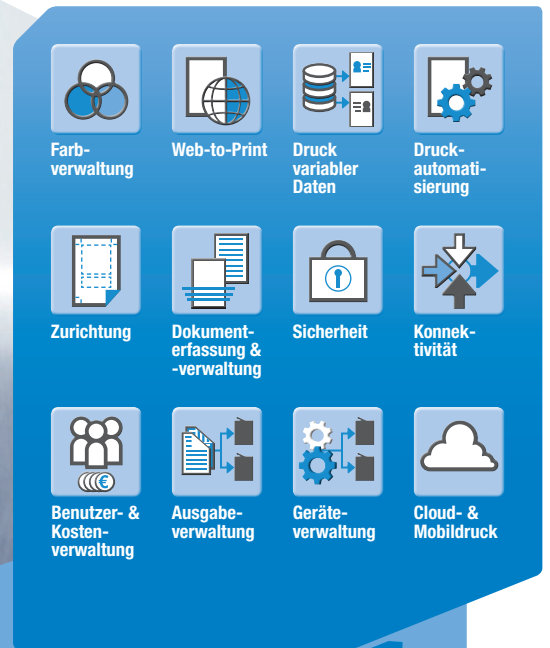 Farb-
verwaltung
Web-to-Print
Druck
variabler
Daten
Druck-
automati-
sierung
Zurichtung
Dokument-
erfassung &
-verwaltung
Sicherheit
Konnek-
tivität
€
Benutzer- &
Kosten-
verwaltung
Ausgabe-
verwaltung
Geräte-
verwaltung
Cloud- &
Mobildruck